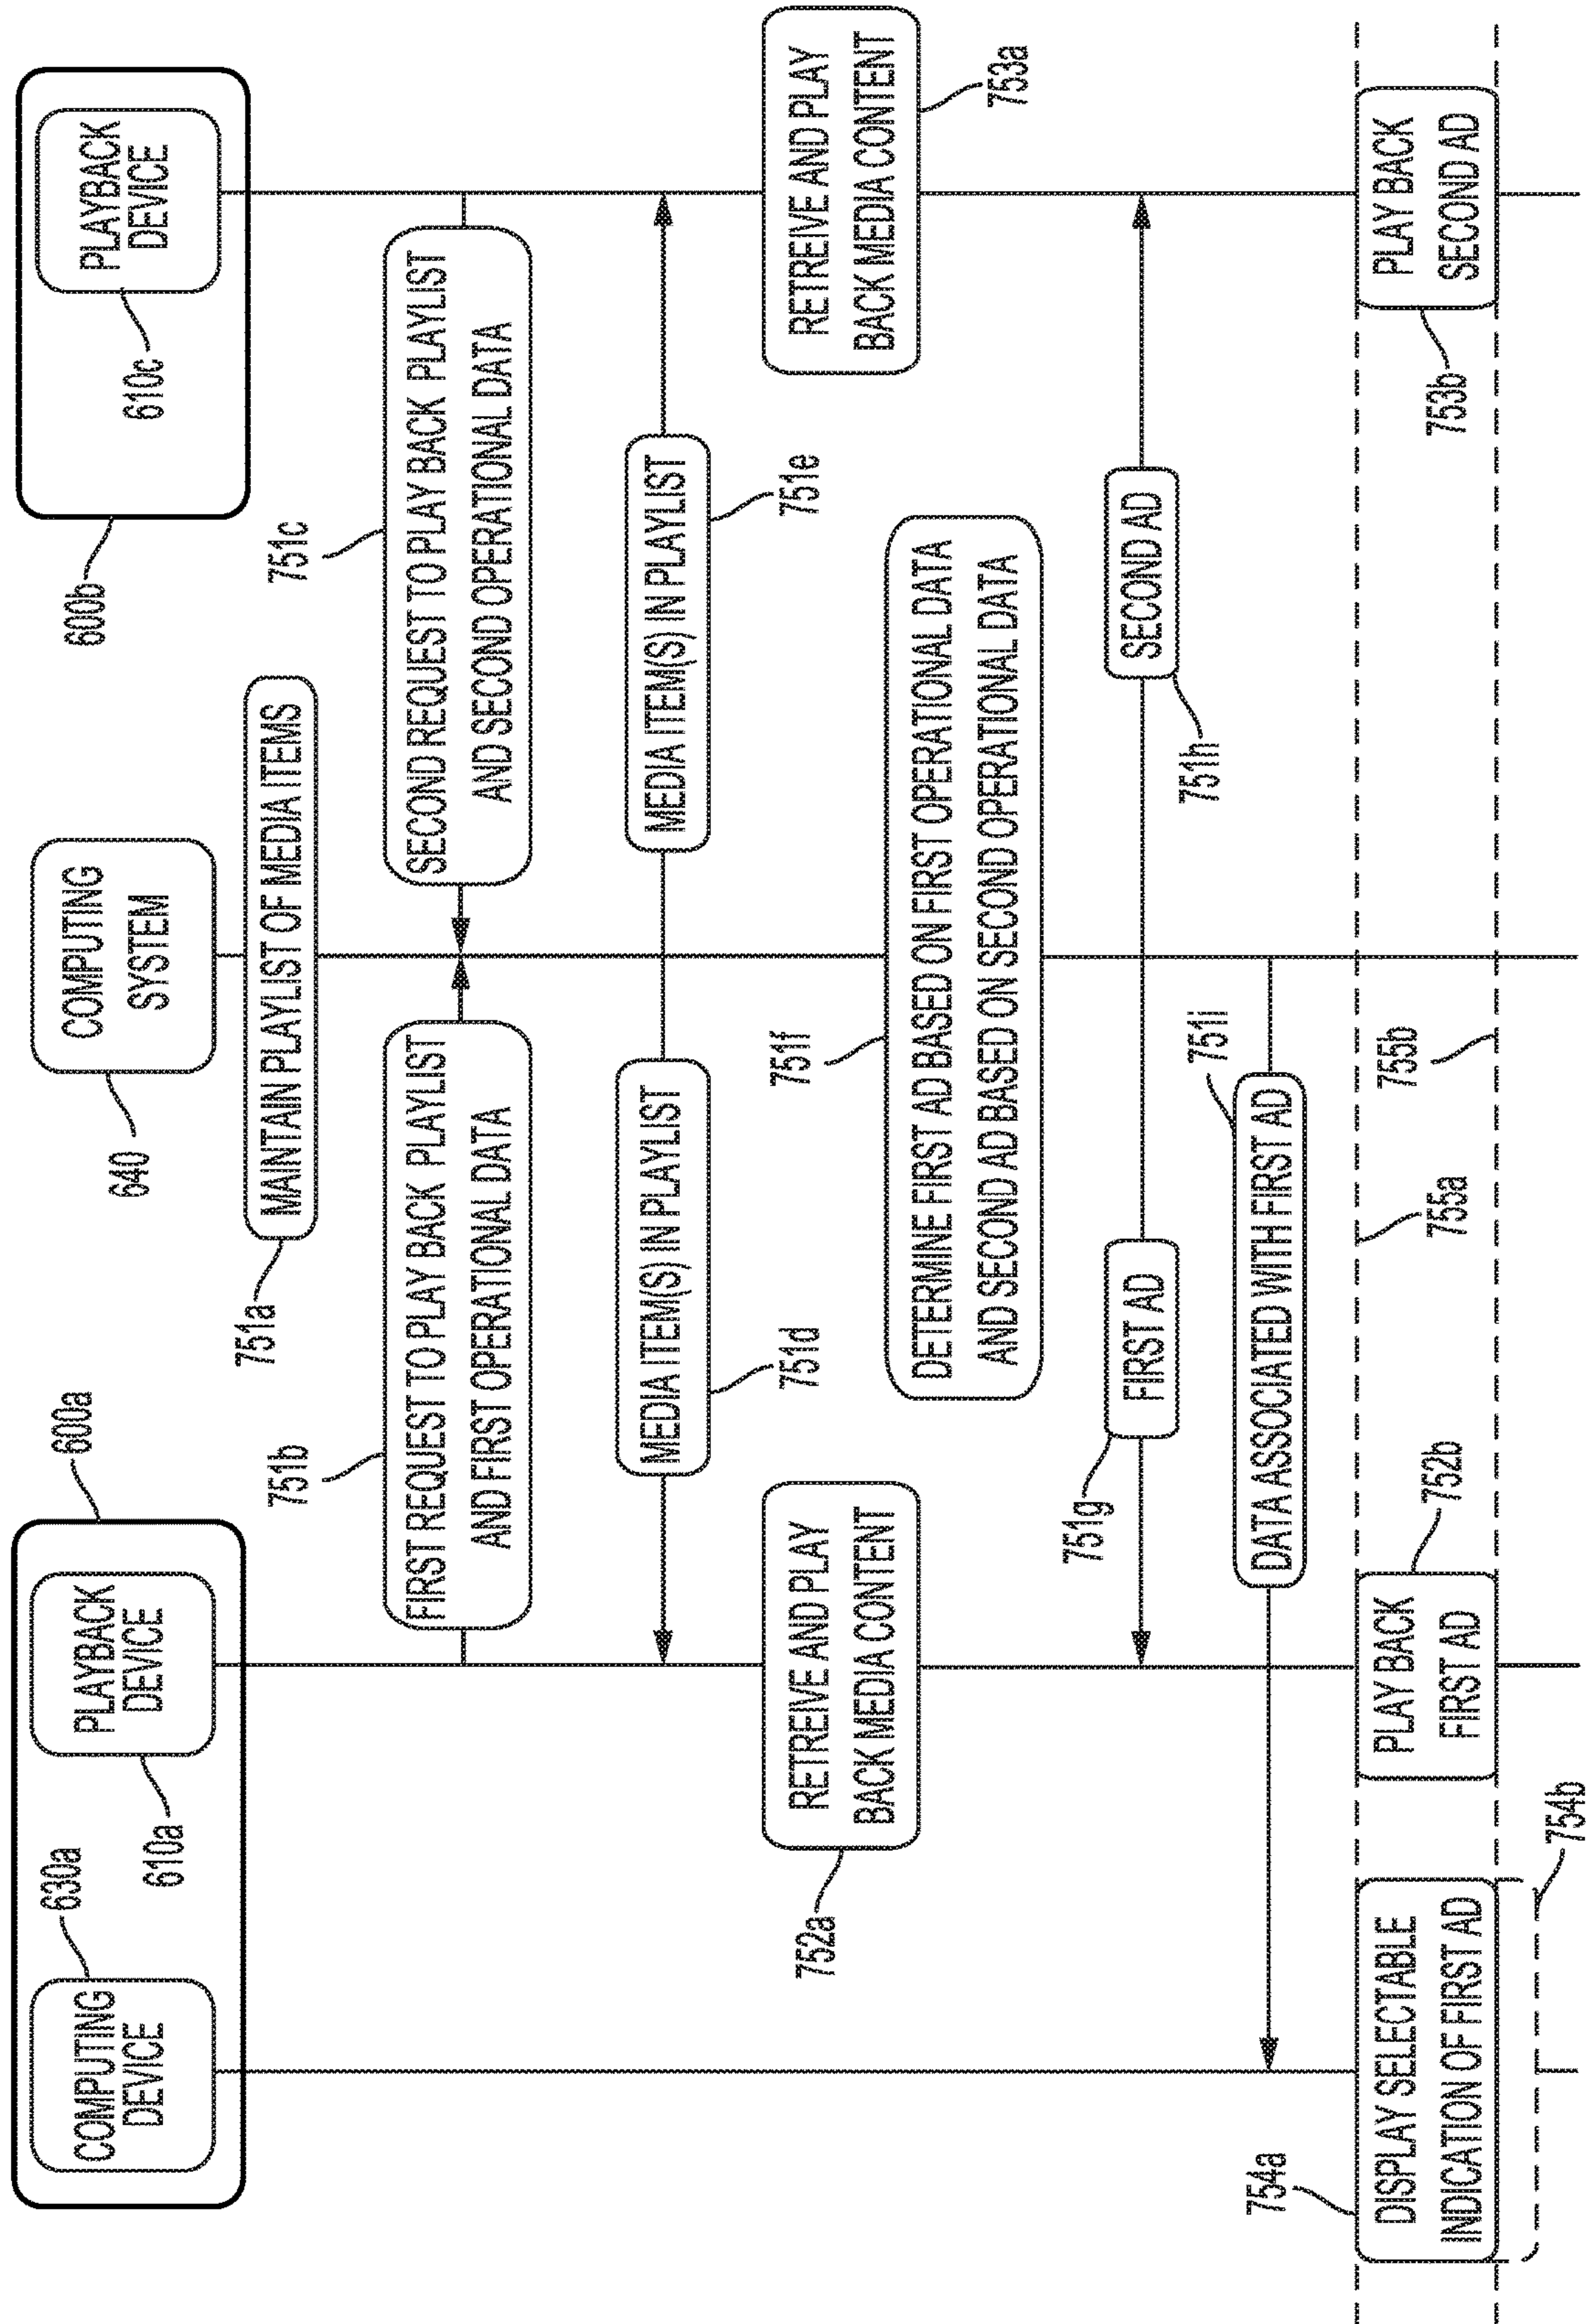 600a
600b
630a
COMPUTING
DEVICE
610a
PLAYBACK
DEVICE
640
COMPUTING
SYSTEM
610c
PLAYBACK
DEVICE
751a
MAINTAIN PLAYLIST OF MEDIA ITEMS
751b
FIRST REQUEST TO PLAY BACK PLAYLIST
AND FIRST OPERATIONAL DATA
751c
SECOND REQUEST TO PLAY BACK PLAYLIST
AND SECOND OPERATIONAL DATA
MEDIA ITEM(S) IN PLAYLIST
751d
MEDIA ITEM(S) IN PLAYLIST
751e
RETREIVE AND PLAY
BACK MEDIA CONTENT
752a
RETREIVE AND PLAY
BACK MEDIA CONTENT
753a
751f
DETERMINE FIRST AD BASED ON FIRST OPERATIONAL DATA
AND SECOND AD BASED ON SECOND OPERATIONAL DATA
751g
FIRST AD
SECOND AD
751h
751i
DATA ASSOCIATED WITH FIRST AD
754a
DISPLAY SELECTABLE
INDICATION OF FIRST AD
754b
752b
PLAY BACK
FIRST AD
755a
755b
PLAY BACK
SECOND AD
753b